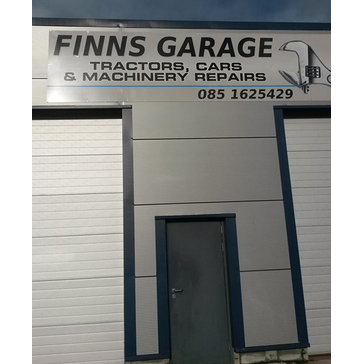 FINNS GARAGE
TRACTORS, CARS
& MACHINERY REPAIRS
085 1625429